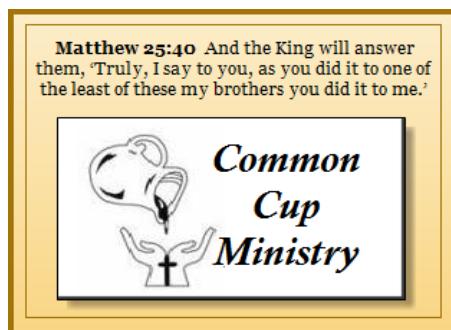 Matthew 25:40 And the King will answer
them, ‘Truly, I say to you, as you did it to one of
the least of these my brothers you did it to me.’
Common
Cup
Ministry